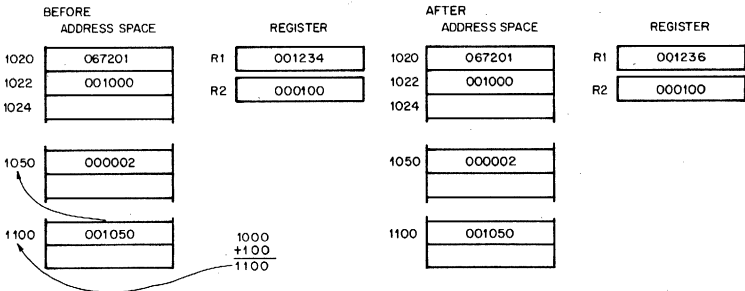 BEFORE
ADDRESS SPACE
REGISTER
1020 067201
R1 001234
1022 001000
R2 000100
1024
1050 000002
1100 001050
1000
+100
1100
AFTER
ADDRESS SPACE
REGISTER
1020 067201
R1 001236
1022 001000
R2 000100
1024
1050 000002
1100 001050